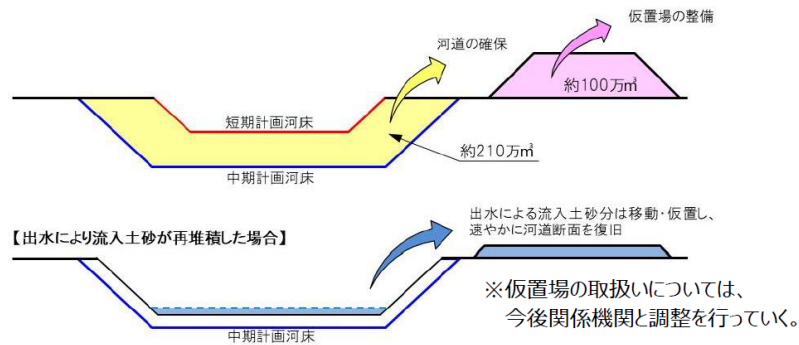 仮置場の整備
河道の確保
約100万㎥
短期計画河床
約210万㎥
中期計画河床
出水による流入土砂分は移動・仮置し、
速やかに河道断面を復旧
【出水により流入土砂が再堆積した場合】
※仮置場の取扱いについては、
今後関係機関と調整を行っていく。
中期計画河床